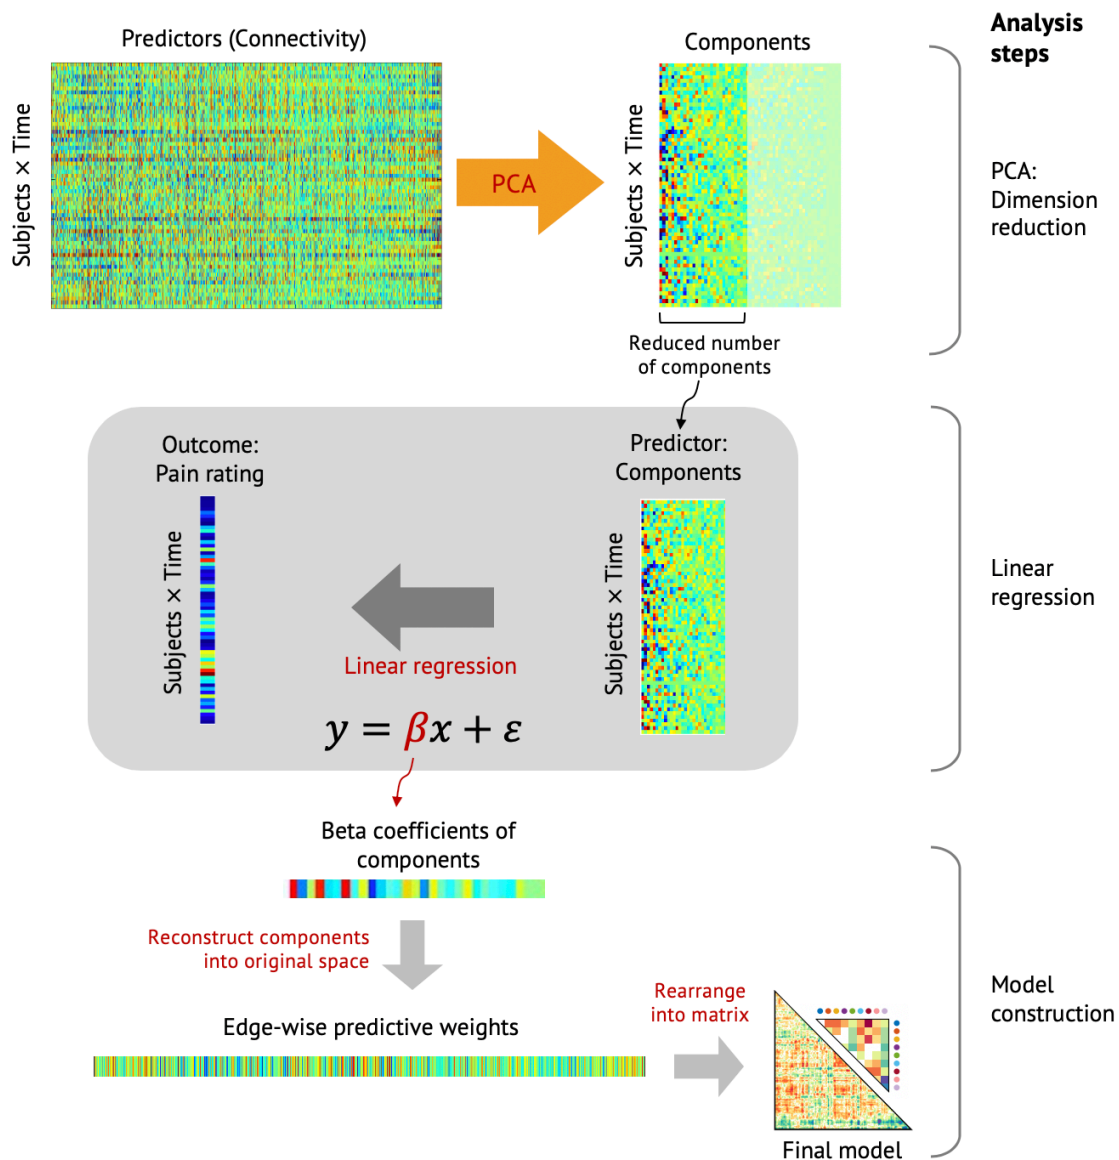 Analysis
steps
Predictors (Connectivity)
Components
Subjects × Time
PCA
Subjects × Time
PCA:
Dimension
reduction
Reduced number
of components
Outcome:
Pain rating
Predictor:
Components
Subjects × Time
Subjects × Time
Linear regression
y = βx + ε
Linear
regression
Beta coefficients of
components
Reconstruct components
into original space
Edge-wise predictive weights
Rearrange
into matrix
Final model
Model
construction